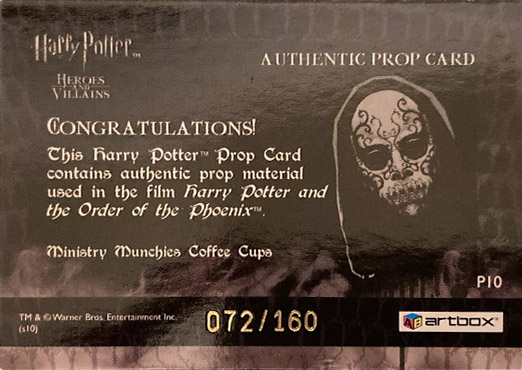 Harry Potter™
HEROES
AND
VILLAINS
AUTHENTIC PROP CARD
CONGRATULATIONS!
This Harry Potter™ Prop Card
contains authentic prop material
used in the film Harry Potter and
the Order of the Phoenix™.
Ministry Munchies Coffee Cups
P10
TM & © Warner Bros. Entertainment Inc.
(s10)
072/160
AB artbox®